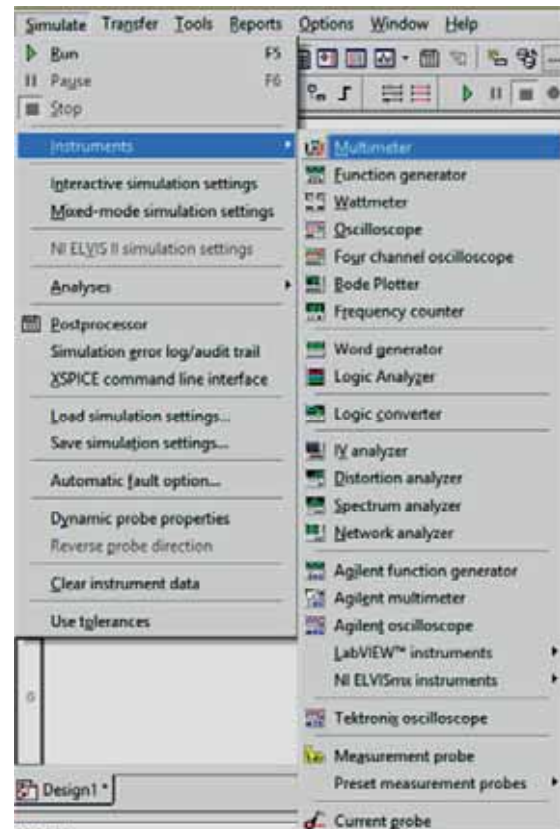 Simulate Transfer Tools Reports Options Window Help
Run F5
Pause F6
Stop
Instruments
Interactive simulation settings
Mixed-mode simulation settings
NI ELVIS II simulation settings
Analyses
Postprocessor
Simulation error log/audit trail
XSPICE command line interface
Load simulation settings...
Save simulation settings...
Automatic fault option...
Dynamic probe properties
Reverse probe direction
Clear instrument data
Use tolerances
Multimeter
Function generator
Wattmeter
Oscilloscope
Four channel oscilloscope
Bode Plotter
Frequency counter
Word generator
Logic Analyzer
Logic converter
IV analyzer
Distortion analyzer
Spectrum analyzer
Network analyzer
Agilent function generator
Agilent multimeter
Agilent oscilloscope
LabVIEW™ instruments
NI ELVISmx instruments
Tektronix oscilloscope
Measurement probe
Preset measurement probes
Current probe
G
Design1 *